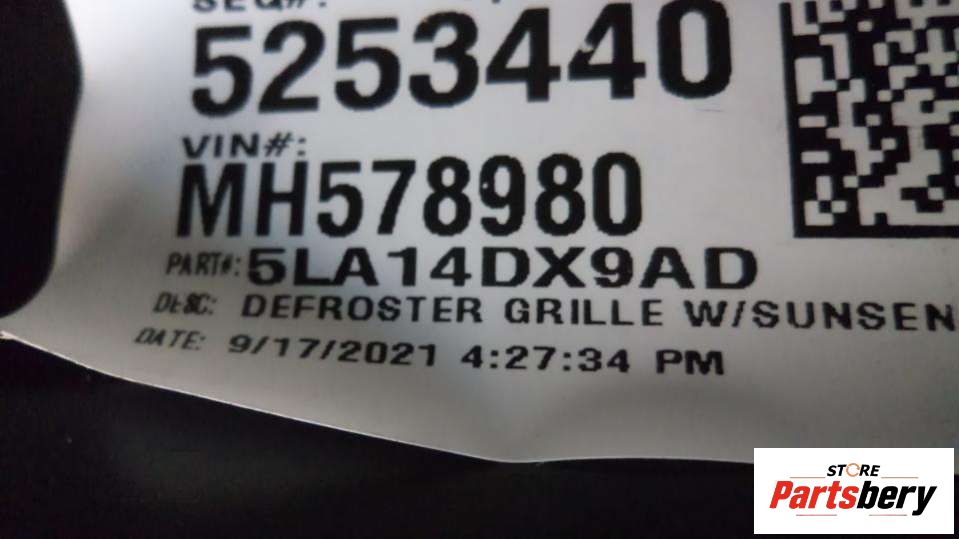 SEQ#:
5253440
VIN#:
MH578980
PART#: 5LA14DX9AD
DESC: DEFROSTER GRILLE W/SUNSEN
DATE: 9/17/2021 4:27:34 PM
STORE
Partsbery